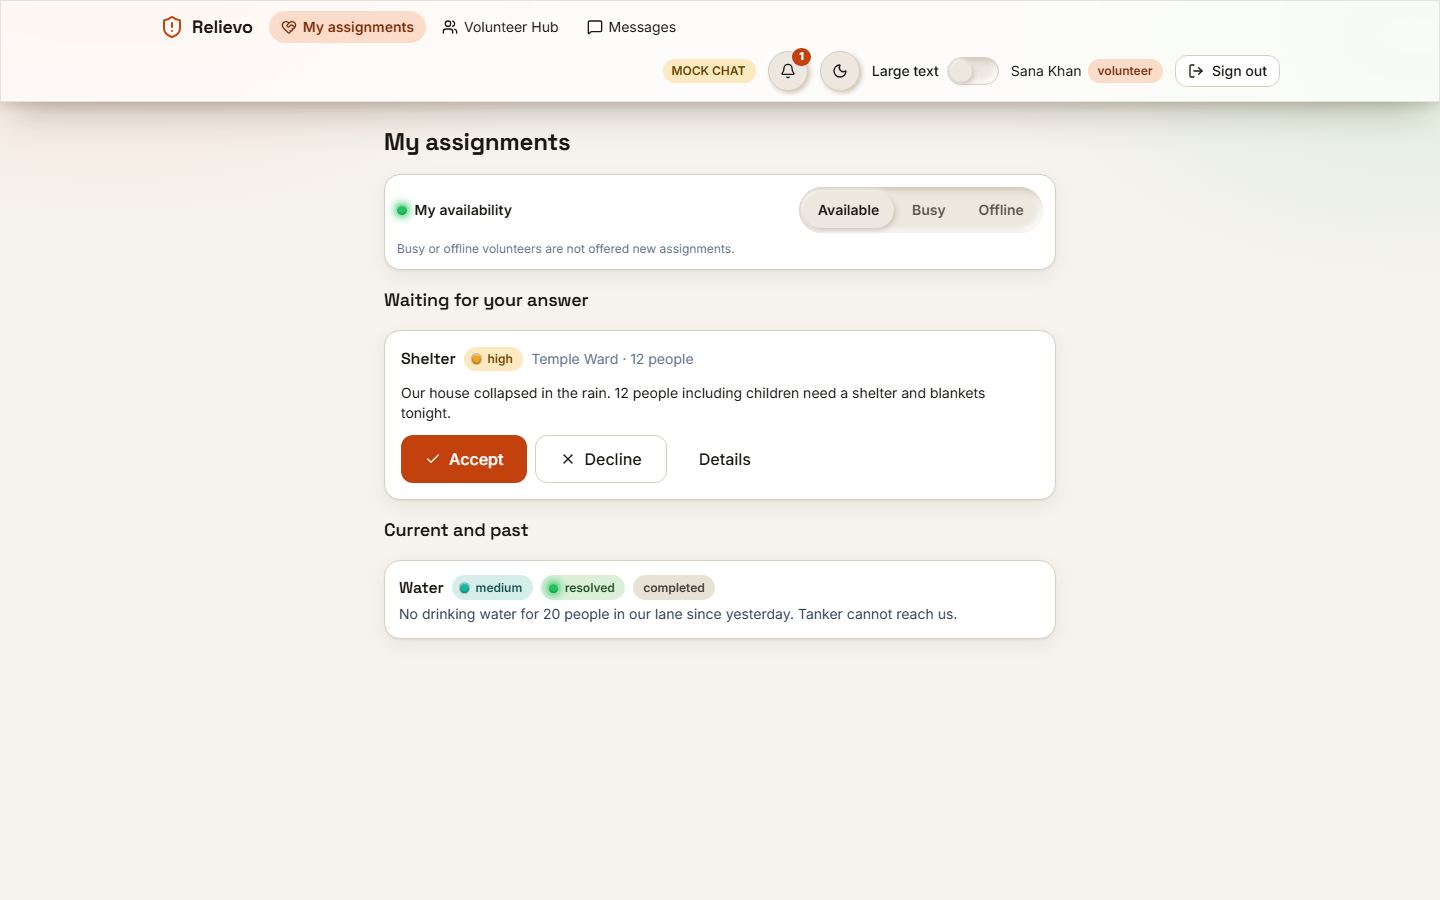 Relievo My assignments Volunteer Hub Messages
MOCK CHAT 1 Large text Sana Khan volunteer Sign out
My assignments
My availability Available Busy Offline
Busy or offline volunteers are not offered new assignments.
Waiting for your answer
Shelter high Temple Ward · 12 people
Our house collapsed in the rain. 12 people including children need a shelter and blankets
tonight.
Accept Decline Details
Current and past
Water medium resolved completed
No drinking water for 20 people in our lane since yesterday. Tanker cannot reach us.